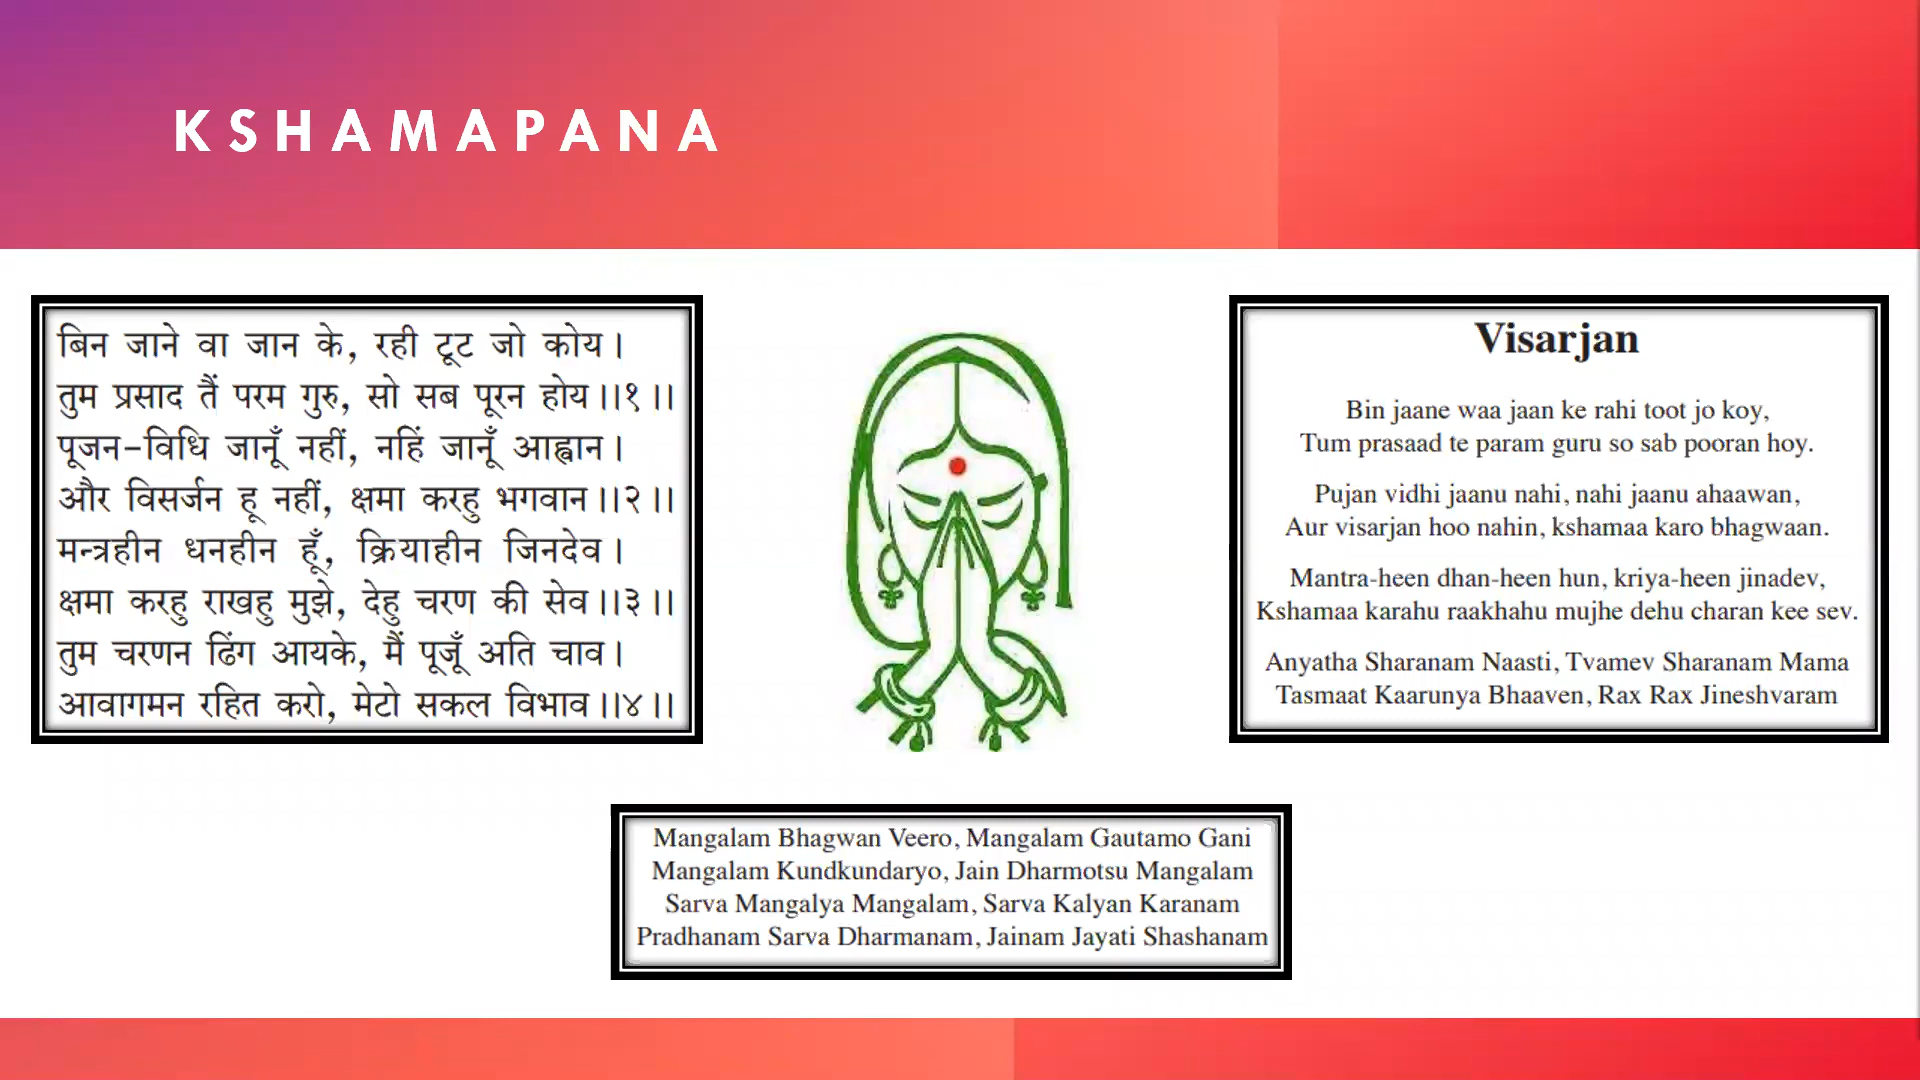 KSHAMAPANA
बिन जाने वा जान के, रही टूट जो कोय।
तुम प्रसाद तैं परम गुरु, सो सब पूरन होय।।१।।
पूजन-विधि जानूँ नहीं, नहिं जानूँ आह्वान।
और विसर्जन हू नहीं, क्षमा करहु भगवान।।२।।
मन्त्रहीन धनहीन हूँ, क्रियाहीन जिनदेव।
क्षमा करहु राखहु मुझे, देहु चरण की सेव।।३।।
तुम चरणन ढिंग आयके, मैं पूजूँ अति चाव।
आवागमन रहित करो, मेटो सकल विभाव।।४।।
Visarjan
Bin jaane waa jaan ke rahi toot jo koy,
Tum prasaad te param guru so sab pooran hoy.
Pujan vidhi jaanu nahi, nahi jaanu ahaawan,
Aur visarjan hoo nahin, kshamaa karo bhagwaan.
Mantra-heen dhan-heen hun, kriya-heen jinadev,
Kshamaa karahu raakhahu mujhe dehu charan kee sev.
Anyatha Sharanam Naasti, Tvamev Sharanam Mama
Tasmaat Kaarunya Bhaaven, Rax Rax Jineshvaram
Mangalam Bhagwan Veero, Mangalam Gautamo Gani
Mangalam Kundkundaryo, Jain Dharmotsu Mangalam
Sarva Mangalya Mangalam, Sarva Kalyan Karanam
Pradhanam Sarva Dharmanam, Jainam Jayati Shashanam